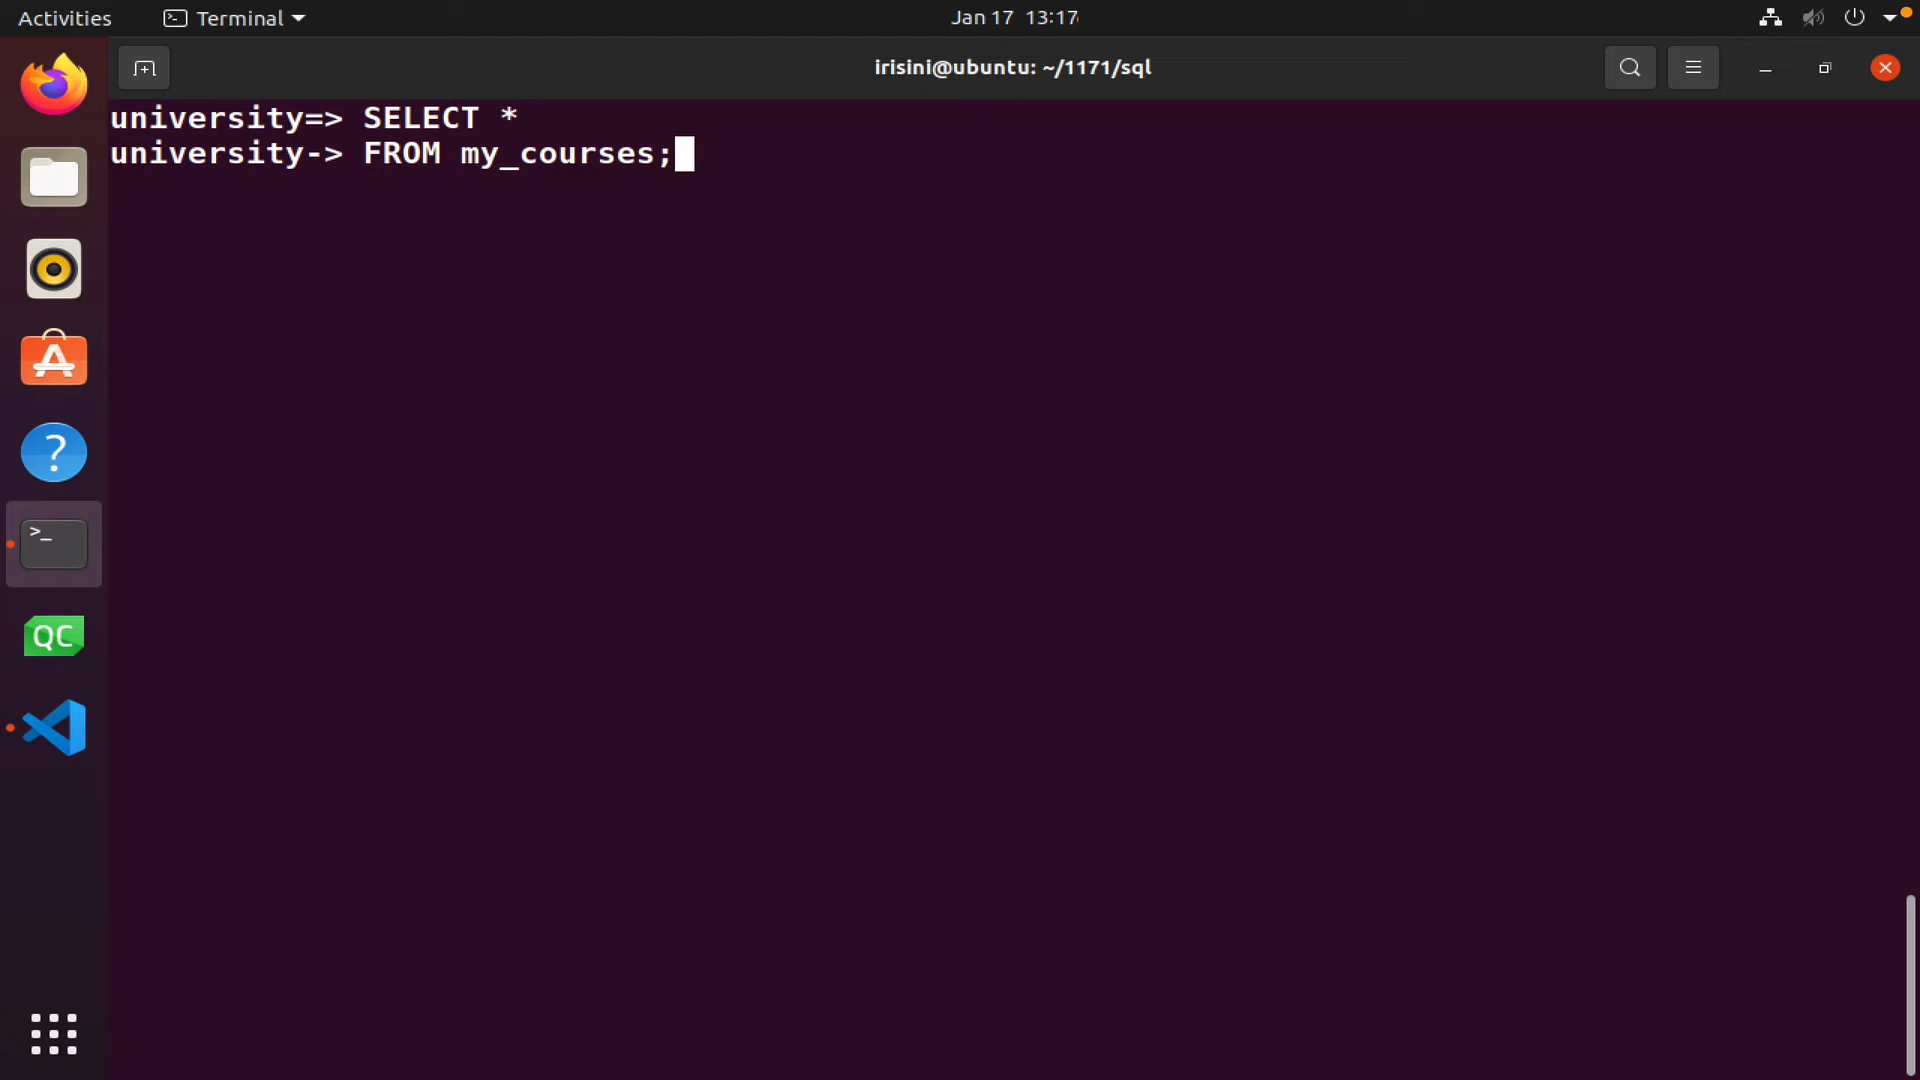 Activities
Terminal
Jan 17 13:17
irisini@ubuntu: ~/1171/sql
university=> SELECT *
university-> FROM my_courses;
?
>_
QC